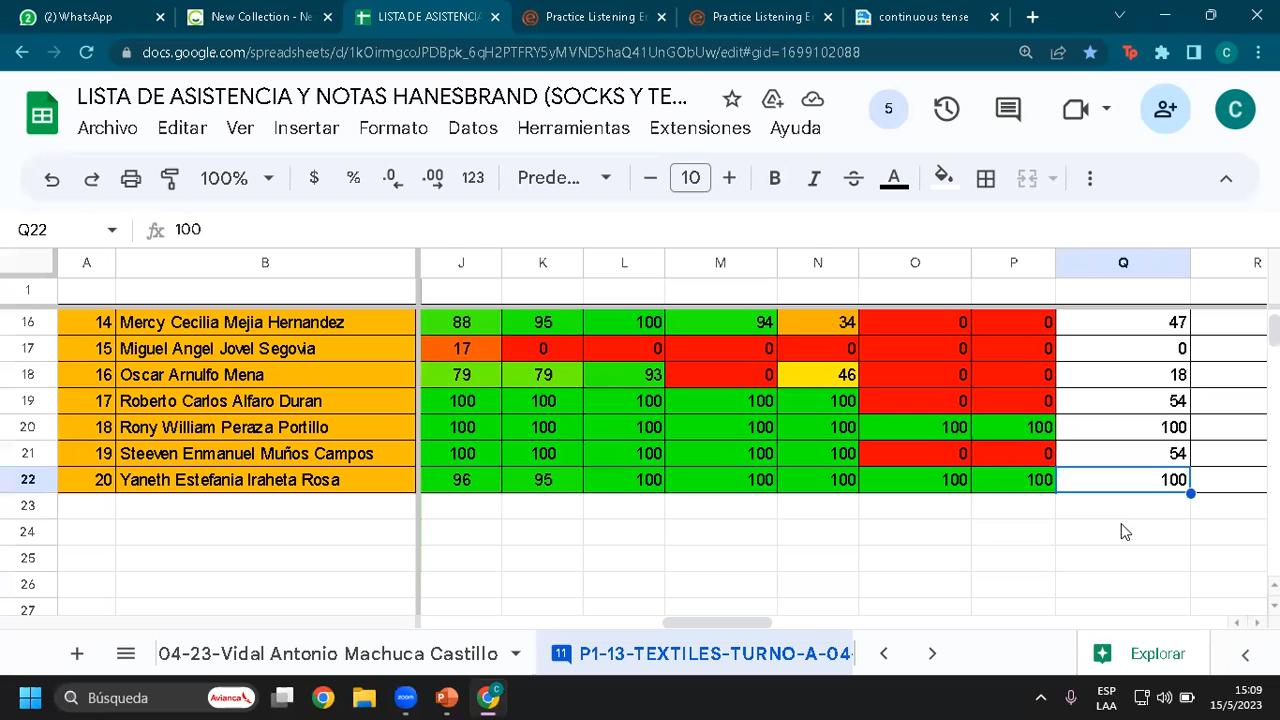 (2) WhatsApp
New Collection - Ne
LISTA DE ASISTENCIA
Practice Listening E
Practice Listening E
continuous tense
docs.google.com/spreadsheets/d/1kOirmgcoJPDBpk_6qH2PTFRY5yMVND5haQ41UnGObUw/edit#gid=1699102088
LISTA DE ASISTENCIA Y NOTAS HANESBRAND (SOCKS Y TE...
5
C
Archivo Editar Ver Insertar Formato Datos Herramientas Extensiones Ayuda
100% $ % .0 .00 123 Prede... 10 B I A
Q22 fx 100
A B J K L M N O P Q R
1
16 14 Mercy Cecilia Mejia Hernandez 88 95 100 94 34 0 0 47
17 15 Miguel Angel Jovel Segovia 17 0 0 0 0 0 0 0
18 16 Oscar Arnulfo Mena 79 79 93 0 46 0 0 18
19 17 Roberto Carlos Alfaro Duran 100 100 100 100 100 0 0 54
20 18 Rony William Peraza Portillo 100 100 100 100 100 100 100 100
21 19 Steeven Enmanuel Muños Campos 100 100 100 100 100 0 0 54
22 20 Yaneth Estefania Iraheta Rosa 96 95 100 100 100 100 100 100
23
24
25
26
27
04-23-Vidal Antonio Machuca Castillo 11 P1-13-TEXTILES-TURNO-A-04- Explorar
Búsqueda Avianca zoom ESP LAA 15:09 15/5/2023